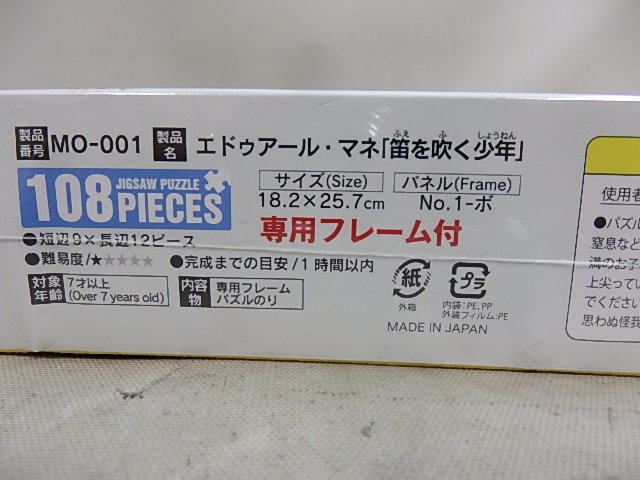 製品番号 MO-001 製品名 エドゥアール・マネ「笛を吹く少年」
ふえ ふ しょうねん
108 JIGSAW PUZZLE PIECES
サイズ(Size) パネル(Frame)
18.2×25.7cm No.1-ボ
専用フレーム付
●短辺9×長辺12ピース
●難易度/★★★★★ ●完成までの目安/1時間以内
対象年齢 7才以上 (Over 7 years old)
内容物 専用フレーム パズルのり
紙 外箱
プラ 内袋:PE, PP 外装フィルム:PE
MADE IN JAPAN
使用者
●パズル
窒息など
満のお子
上尖ってい
でください
思わぬ怪我